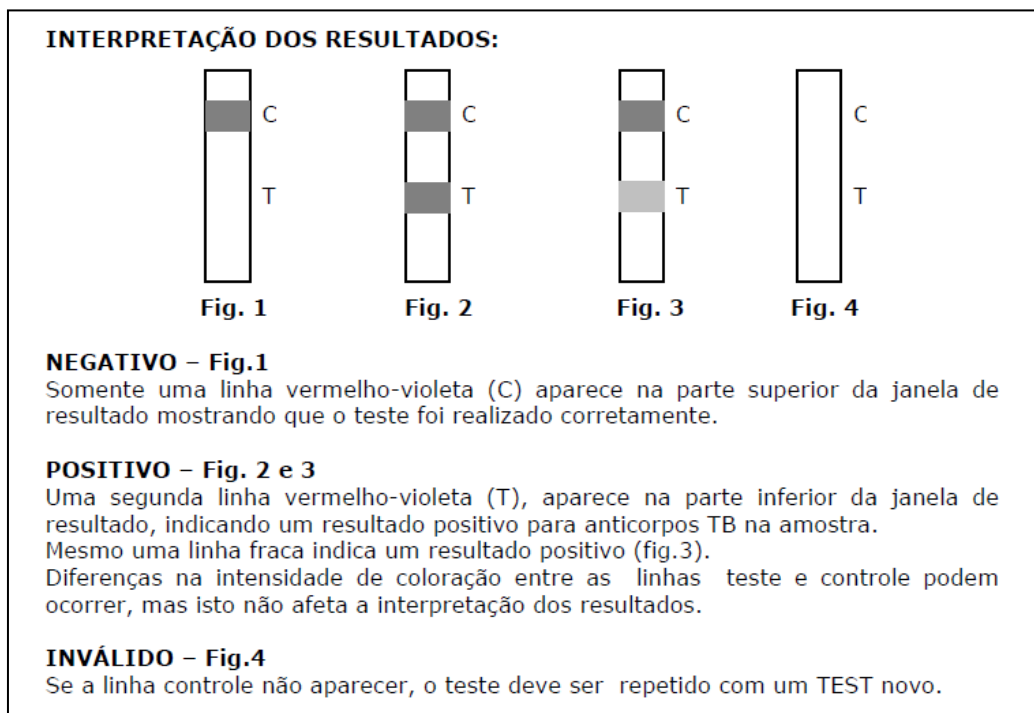 INTERPRETAÇÃO DOS RESULTADOS:
C C C C
T T T T
Fig. 1 Fig. 2 Fig. 3 Fig. 4
NEGATIVO – Fig.1
Somente uma linha vermelho-violeta (C) aparece na parte superior da janela de
resultado mostrando que o teste foi realizado corretamente.
POSITIVO – Fig. 2 e 3
Uma segunda linha vermelho-violeta (T), aparece na parte inferior da janela de
resultado, indicando um resultado positivo para anticorpos TB na amostra.
Mesmo uma linha fraca indica um resultado positivo (fig.3).
Diferenças na intensidade de coloração entre as linhas teste e controle podem
ocorrer, mas isto não afeta a interpretação dos resultados.
INVÁLIDO – Fig.4
Se a linha controle não aparecer, o teste deve ser repetido com um TEST novo.